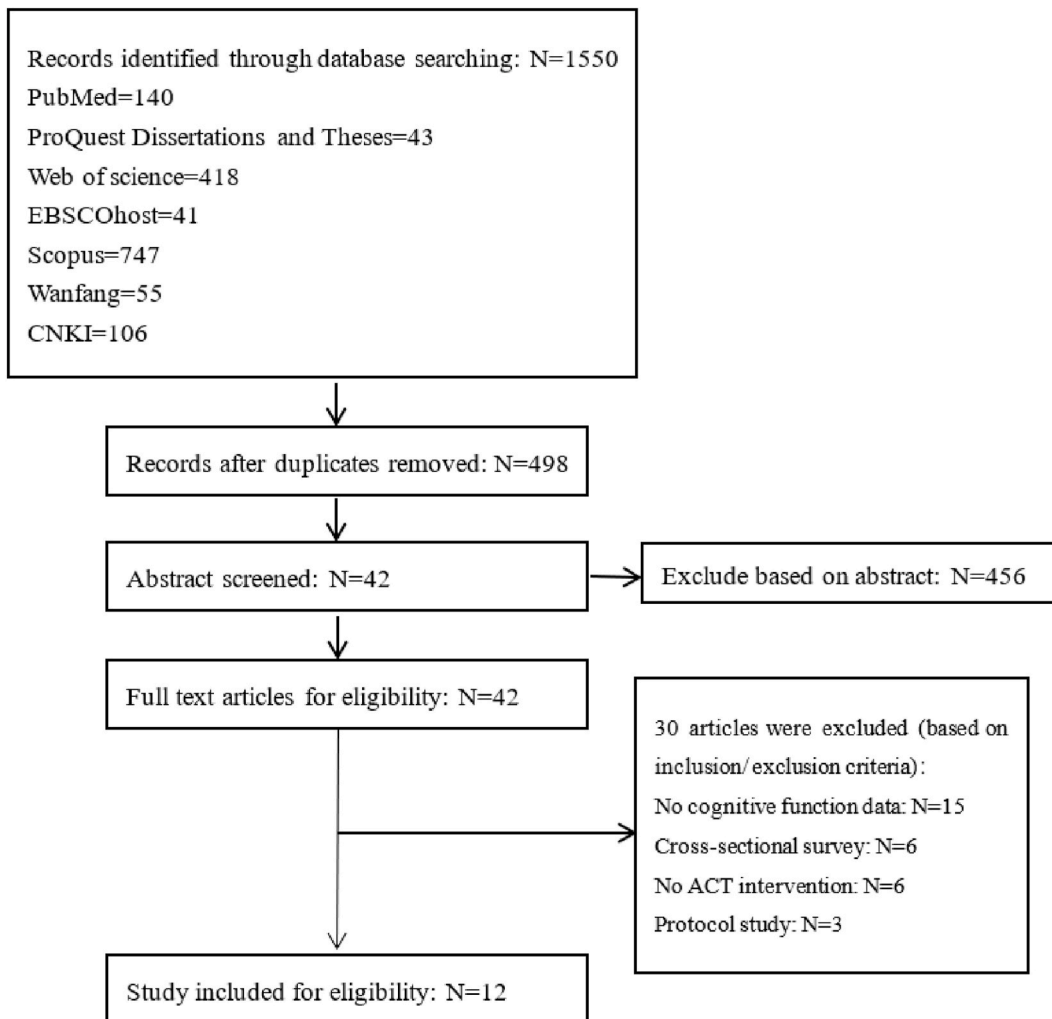 Records identified through database searching: N=1550
PubMed=140
ProQuest Dissertations and Theses=43
Web of science=418
EBSCOhost=41
Scopus=747
Wanfang=55
CNKI=106
Records after duplicates removed: N=498
Abstract screened: N=42
Exclude based on abstract: N=456
Full text articles for eligibility: N=42
30 articles were excluded (based on
inclusion/exclusion criteria):
No cognitive function data: N=15
Cross-sectional survey: N=6
No ACT intervention: N=6
Protocol study: N=3
Study included for eligibility: N=12